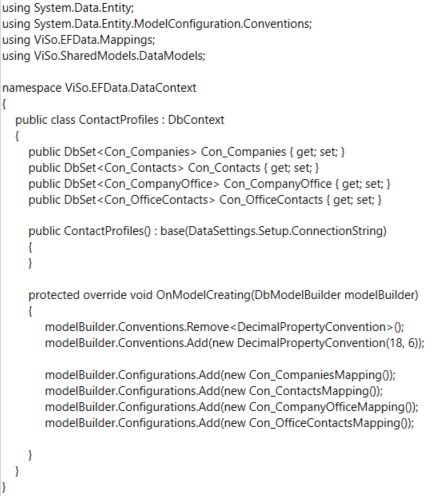 using System.Data.Entity;
using System.Data.Entity.ModelConfiguration.Conventions;
using ViSo.EFData.Mappings;
using ViSo.SharedModels.DataModels;

namespace ViSo.EFData.DataContext
{
    public class ContactProfiles : DbContext
    {
        public DbSet<Con_Companies> Con_Companies { get; set; }
        public DbSet<Con_Contacts> Con_Contacts { get; set; }
        public DbSet<Con_CompanyOffice> Con_CompanyOffice { get; set; }
        public DbSet<Con_OfficeContacts> Con_OfficeContacts { get; set; }

        public ContactProfiles() : base(DataSettings.Setup.ConnectionString)
        {
        }

        protected override void OnModelCreating(DbModelBuilder modelBuilder)
        {
            modelBuilder.Conventions.Remove<DecimalPropertyConvention>();
            modelBuilder.Conventions.Add(new DecimalPropertyConvention(18, 6));

            modelBuilder.Configurations.Add(new Con_CompaniesMapping());
            modelBuilder.Configurations.Add(new Con_ContactsMapping());
            modelBuilder.Configurations.Add(new Con_CompanyOfficeMapping());
            modelBuilder.Configurations.Add(new Con_OfficeContactsMapping());

        }
    }
}